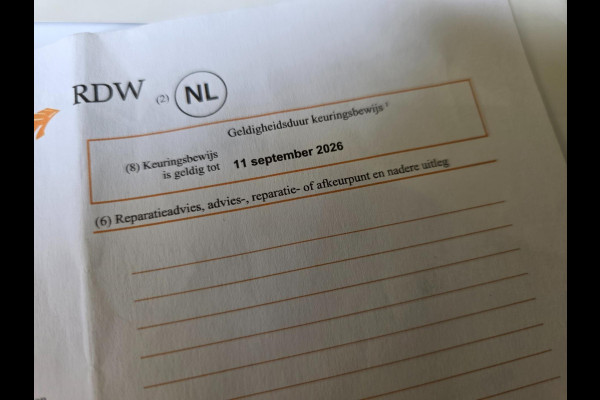 RDW (2) NL
Geldigheidsduur keuringsbewijs
(8) Keuringsbewijs
is geldig tot 11 september 2026
(6) Reparatieadvies, advies-, reparatie- of afkeurpunt en nadere uitleg